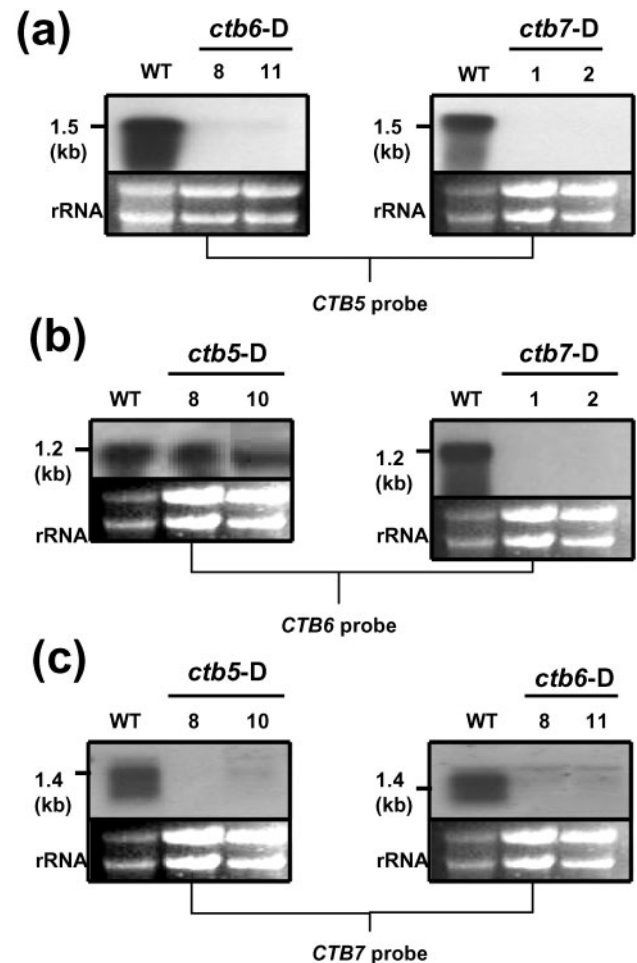 (a)
ctb6-D ctb7-D
WT 8 11 WT 1 2
1.5 1.5
(kb) (kb)
rRNA rRNA
CTB5 probe
(b)
ctb5-D ctb7-D
WT 8 10 WT 1 2
1.2 1.2
(kb) (kb)
rRNA rRNA
CTB6 probe
(c)
ctb5-D ctb6-D
WT 8 10 WT 8 11
1.4 1.4
(kb) (kb)
rRNA rRNA
CTB7 probe